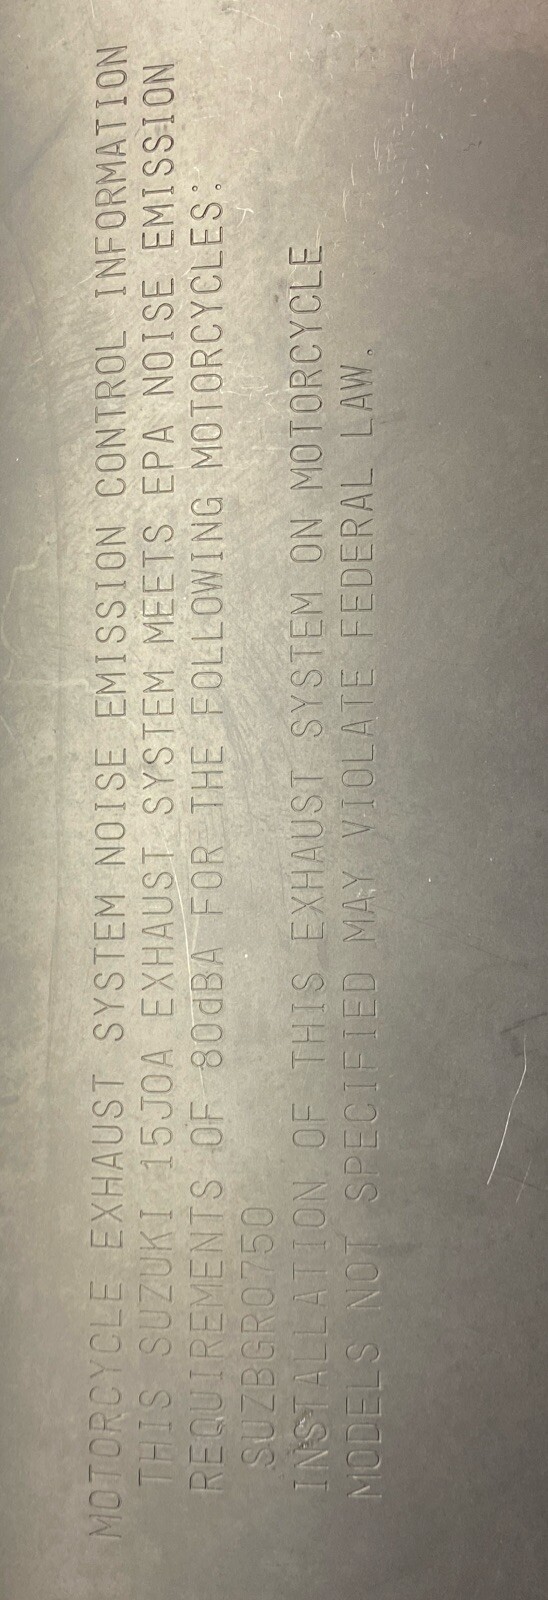 MOTORCYCLE EXHAUST SYSTEM NOISE EMISSION CONTROL INFORMATION
THIS SUZUKI 15J0A EXHAUST SYSTEM MEETS EPA NOISE EMISSION
REQUIREMENTS OF 80dBA FOR THE FOLLOWING MOTORCYCLES:
SUZBGR0750
INSTALLATION OF THIS EXHAUST SYSTEM ON MOTORCYCLE
MODELS NOT SPECIFIED MAY VIOLATE FEDERAL LAW.